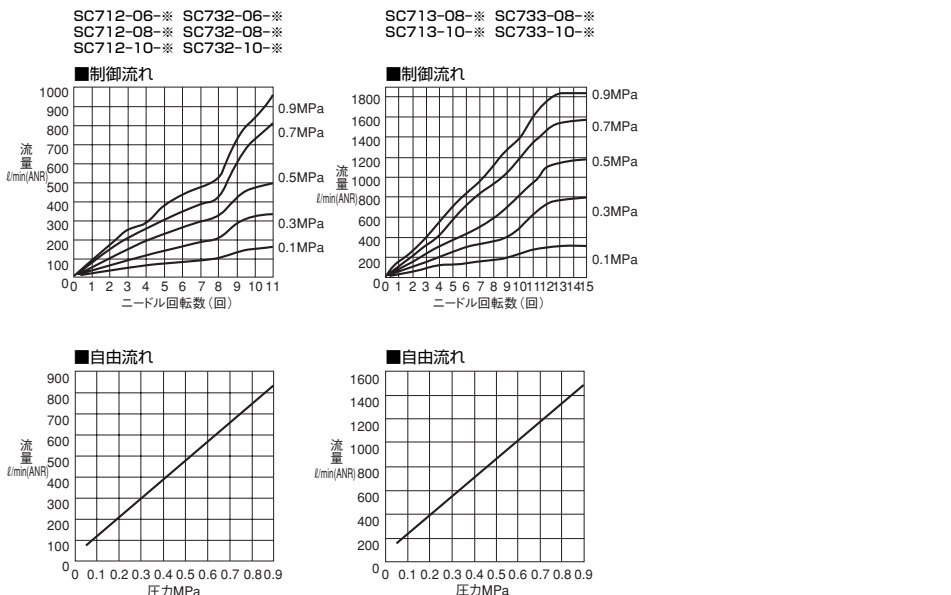 SC712-06-※ SC732-06-※
SC712-08-※ SC732-08-※
SC712-10-※ SC732-10-※
■制御流れ
1000
900
800
700
600
500
400
300
200
100
0
流量
ℓ/min(ANR)
0.9MPa
0.7MPa
0.5MPa
0.3MPa
0.1MPa
0 1 2 3 4 5 6 7 8 9 10 11
ニードル回転数(回)
SC713-08-※ SC733-08-※
SC713-10-※ SC733-10-※
■制御流れ
1800
1600
1400
1200
1000
800
600
400
200
0
流量
ℓ/min(ANR)
0.9MPa
0.7MPa
0.5MPa
0.3MPa
0.1MPa
0 1 2 3 4 5 6 7 8 9 10 11 12 13 14 15
ニードル回転数(回)
■自由流れ
900
800
700
600
500
400
300
200
100
0
流量
ℓ/min(ANR)
0 0.1 0.2 0.3 0.4 0.5 0.6 0.7 0.8 0.9
圧力MPa
■自由流れ
1600
1400
1200
1000
800
600
400
200
0
流量
ℓ/min(ANR)
0 0.1 0.2 0.3 0.4 0.5 0.6 0.7 0.8 0.9
圧力MPa